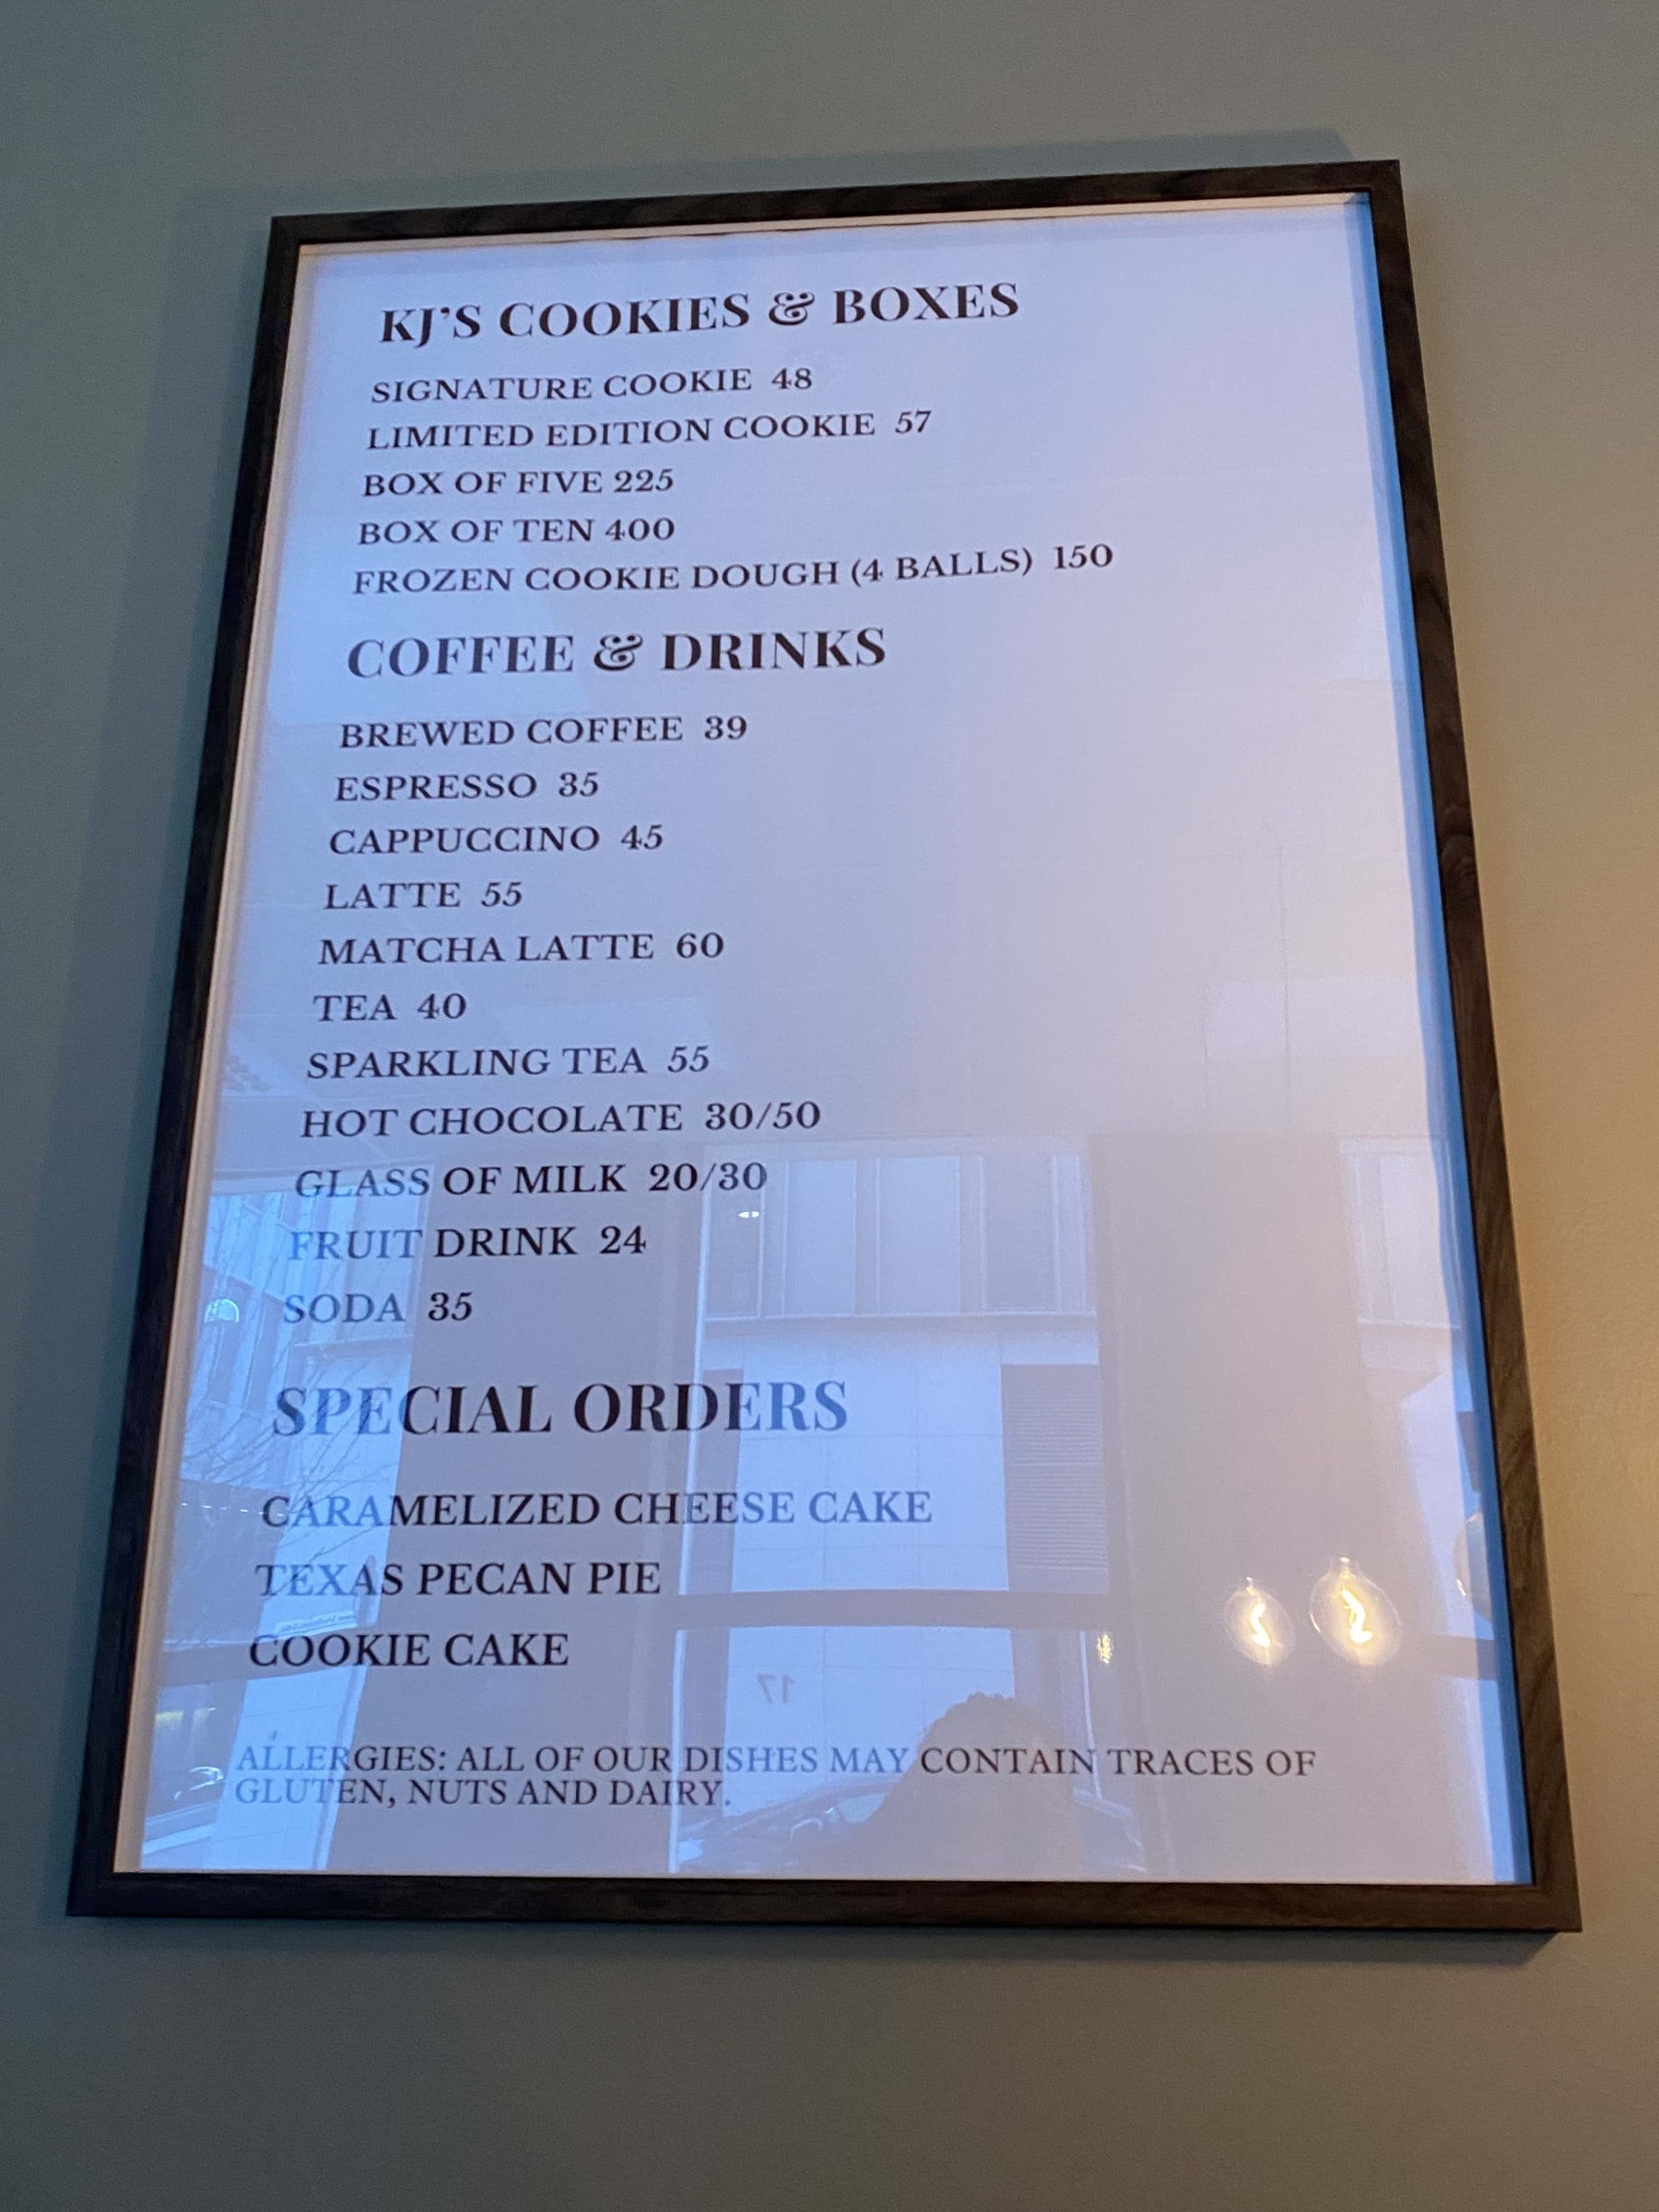 KJ'S COOKIES & BOXES
SIGNATURE COOKIE 48
LIMITED EDITION COOKIE 57
BOX OF FIVE 225
BOX OF TEN 400
FROZEN COOKIE DOUGH (4 BALLS) 150
COFFEE & DRINKS
BREWED COFFEE 39
ESPRESSO 35
CAPPUCCINO 45
LATTE 55
MATCHA LATTE 60
TEA 40
SPARKLING TEA 55
HOT CHOCOLATE 30/50
GLASS OF MILK 20/30
FRUIT DRINK 24
SODA 35
SPECIAL ORDERS
CARAMELIZED CHEESE CAKE
TEXAS PECAN PIE
COOKIE CAKE
17
ALLERGIES: ALL OF OUR DISHES MAY CONTAIN TRACES OF
GLUTEN, NUTS AND DAIRY.